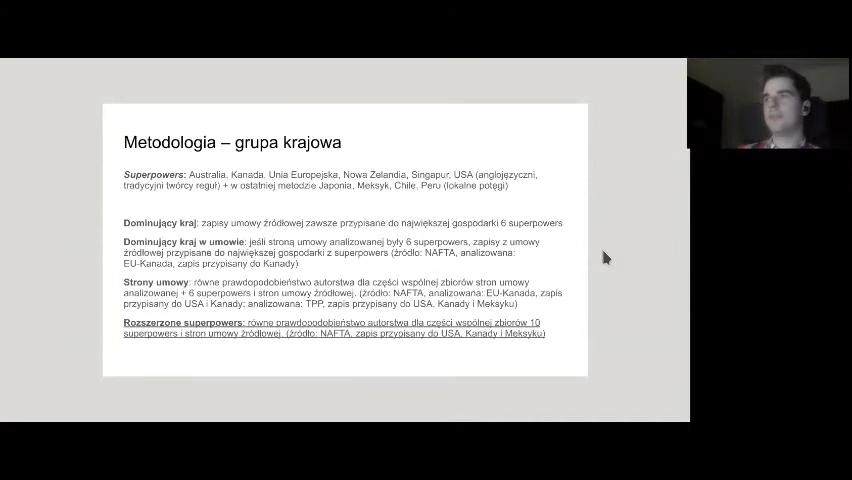 Metodologia – grupa krajowa
Superpowers: Australia, Kanada, Unia Europejska, Nowa Zelandia, Singapur, USA (anglojęzyczni,
tradycyjni twórcy reguł) + w ostatniej metodzie Japonia, Meksyk, Chile, Peru (lokalne potęgi)
Dominujący kraj: zapisy umowy źródłowej zawsze przypisane do największej gospodarki 6 superpowers
Dominujący kraj w umowie: jeśli stroną umowy analizowanej były 6 superpowers, zapisy z umowy
źródłowej przypisane do największej gospodarki z superpowers (źródło: NAFTA, analizowana:
EU-Kanada, zapis przypisany do Kanady)
Strony umowy: równe prawdopodobieństwo autorstwa dla części wspólnej zbiorów stron umowy
analizowanej + 6 superpowers i stron umowy źródłowej. (źródło: NAFTA, analizowana: EU-Kanada, zapis
przypisany do USA i Kanady; analizowana: TPP, zapis przypisany do USA, Kanady i Meksyku)
Rozszerzone superpowers: równe prawdopodobieństwo autorstwa dla części wspólnej zbiorów 10
superpowers i stron umowy źródłowej. (źródło: NAFTA, zapis przypisany do USA, Kanady i Meksyku)